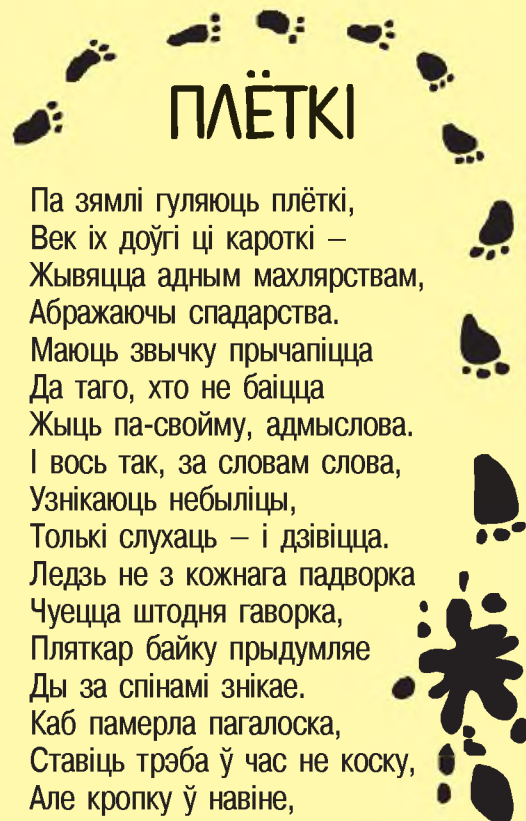 ПЛЁТКІ
Па зямлі гуляюць плёткі,
Век іх доўгі ці кароткі –
Жывяцца адным махлярствам,
Абражаючы спадарства.
Маюць звычку прычапіцца
Да таго, хто не баіцца
Жыць па-свойму, адмыслова.
І вось так, за словам слова,
Узнікаюць небыліцы,
Толькі слухаць – і дзівіцца.
Ледзь не з кожнага падворка
Чуецца штодня гаворка,
Пляткар байку прыдумляе
Ды за спінамі знікае.
Каб памерла пагалоска,
Ставіць трэба ў час не коску,
Але кропку ў навіне,